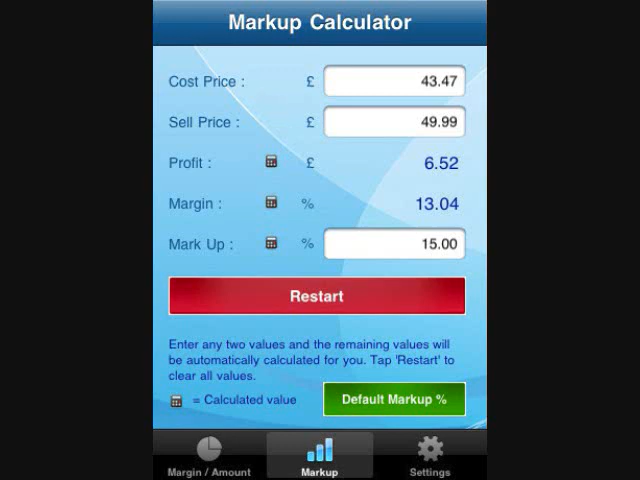 Markup Calculator
Cost Price : £ 43.47
Sell Price : £ 49.99
Profit : £ 6.52
Margin : % 13.04
Mark Up : % 15.00
Restart
Enter any two values and the remaining values will
be automatically calculated for you. Tap 'Restart' to
clear all values.
= Calculated value
Default Markup %
Margin / Amount
Markup
Settings